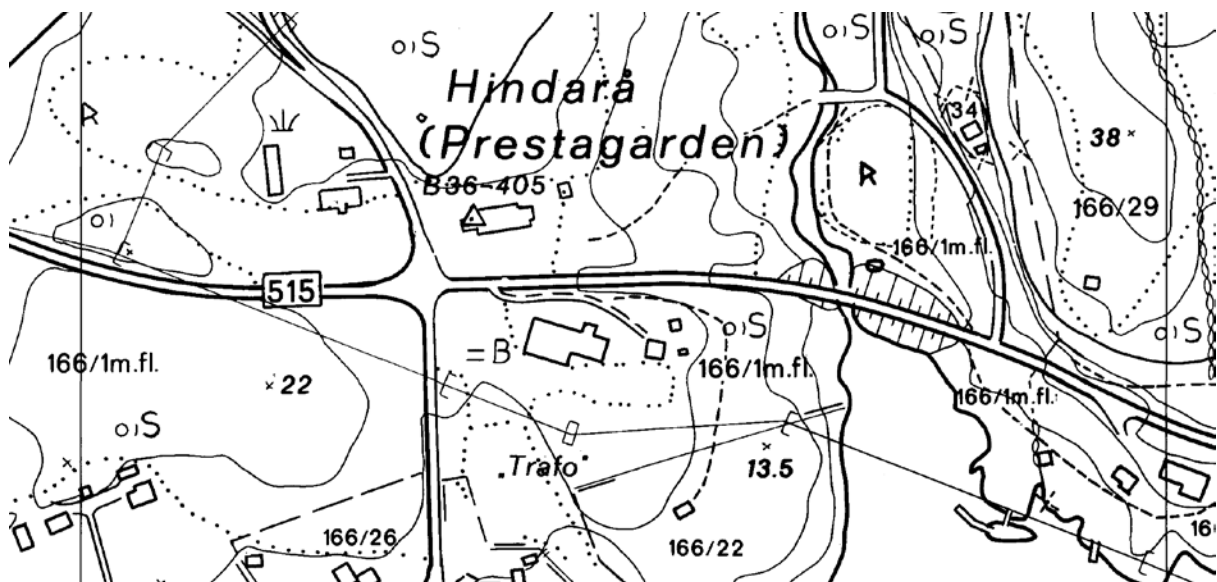 S
S
S
Hindarå
(Prestagarden)
34
38
B36-405
166/29
166/1m.fl.
515
S
S
B
166/1m.fl.
166/1m.fl.
22
166/1m.fl.
S
Trafo
13.5
166/26
166/22